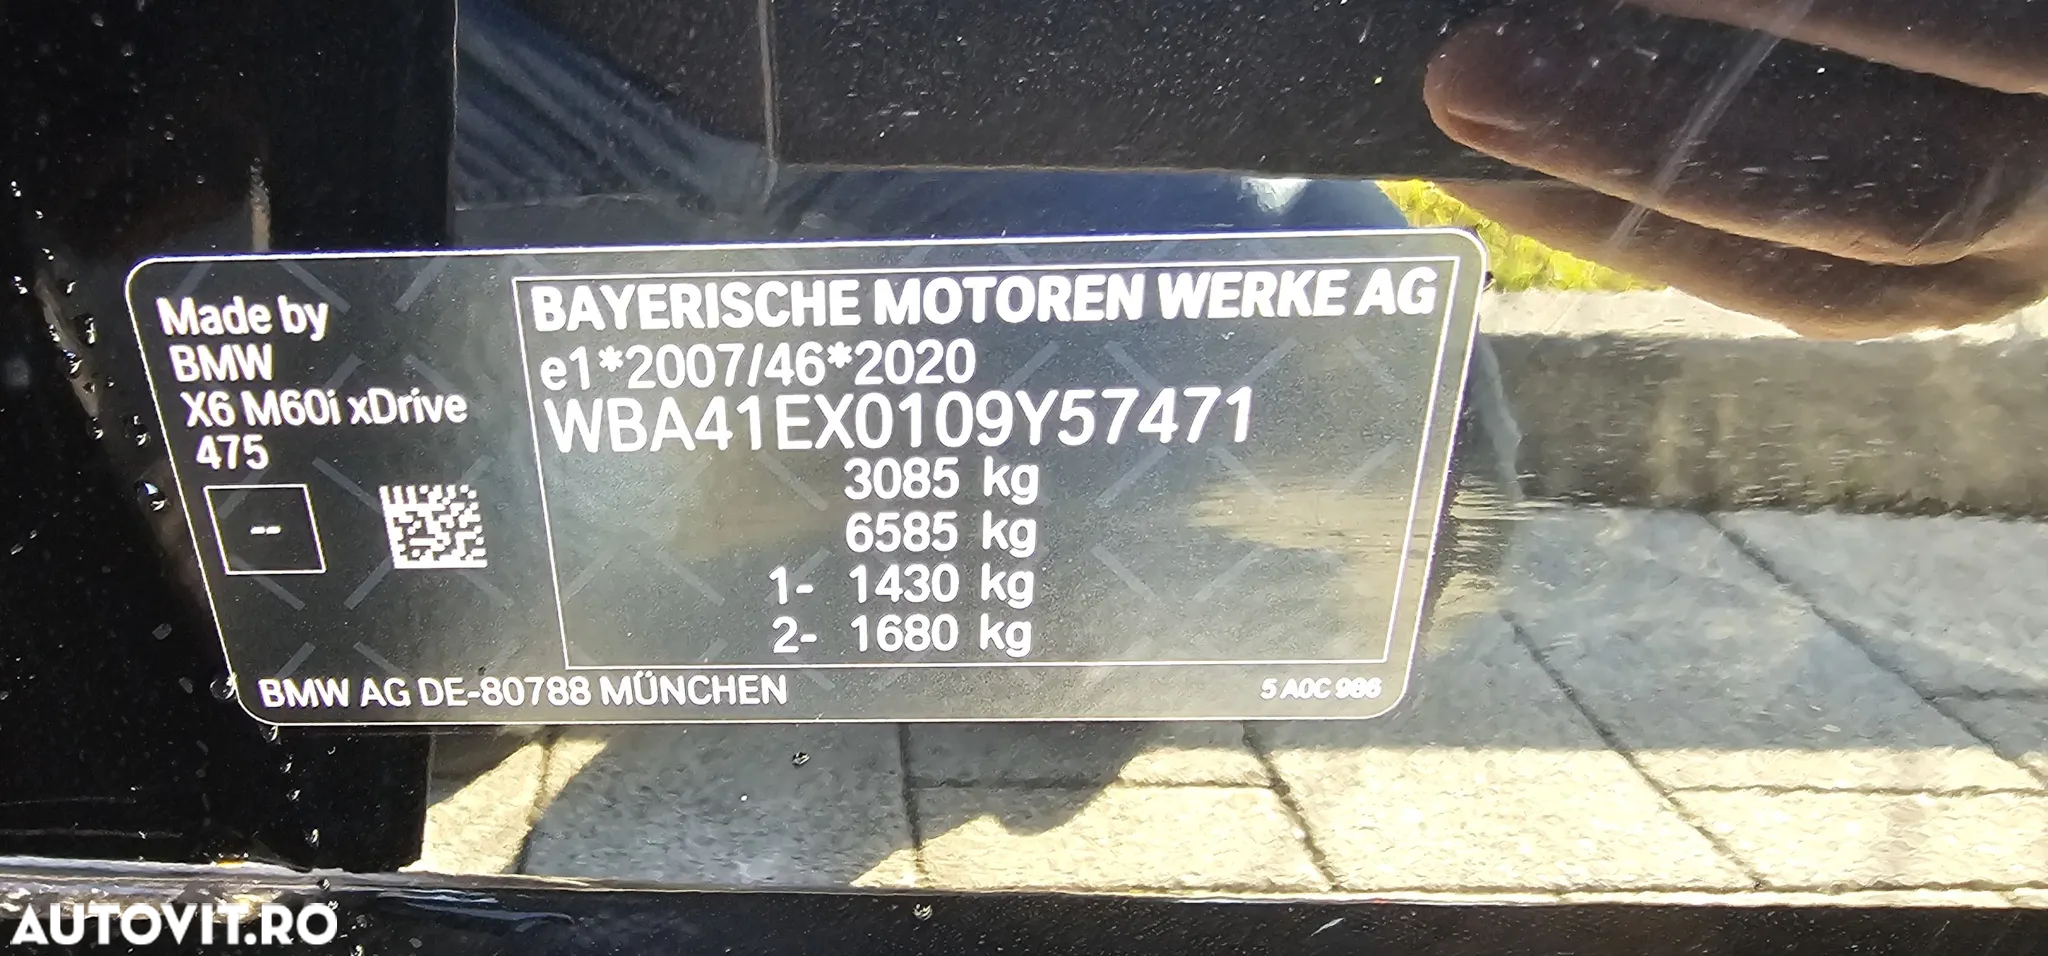 Made by
BMW
X6 M60i xDrive
475
--
BAYERISCHE MOTOREN WERKE AG
e1*2007/46*2020
WBA41EX0109Y57471
3085 kg
6585 kg
1- 1430 kg
2- 1680 kg
BMW AG DE-80788 MÜNCHEN
5 A0C 986
AUTOVIT.RO